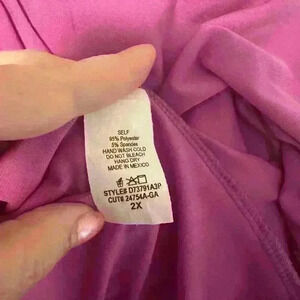 SELF
95% Polyester
5% Spandex
HAND WASH COLD
DO NOT BLEACH
HANG DRY
MADE IN MEXICO
STYLE# D73791A3P
CUT# 24754A-GA
2X